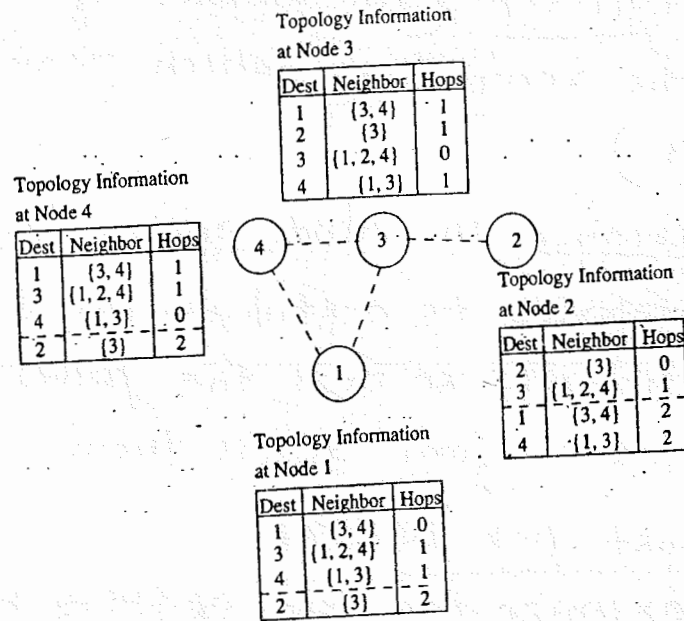 Topology Information
at Node 3
Dest Neighbor Hops
1 {3, 4} 1
2 {3} 1
3 {1, 2, 4} 0
4 {1, 3} 1
Topology Information
at Node 4
Dest Neighbor Hops
1 {3, 4} 1
3 {1, 2, 4} 1
4 {1, 3} 0
2 {3} 2
4
3
2
1
Topology Information
at Node 2
Dest Neighbor Hops
2 {3} 0
3 {1, 2, 4} 1
1 {3, 4} 2
4 {1, 3} 2
Topology Information
at Node 1
Dest Neighbor Hops
1 {3, 4} 0
3 {1, 2, 4} 1
4 {1, 3} 1
2 {3} 2